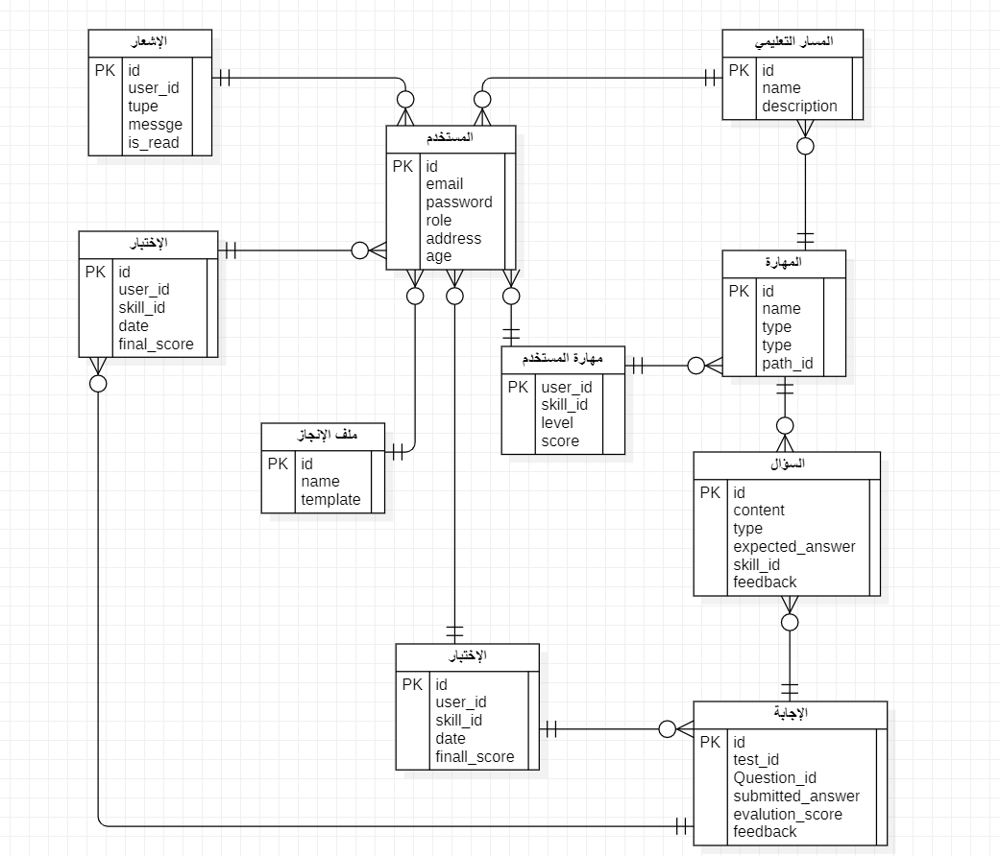 الإشعار
PK id
user_id
tupe
messge
is_read
المسار التعليمي
PK id
name
description
المستخدم
PK id
email
password
role
address
age
الإختبار
PK id
user_id
skill_id
date
final_score
المهارة
PK id
name
type
type
path_id
مهارة المستخدم
PK user_id
skill_id
level
score
ملف الإنجاز
PK id
name
template
السؤال
PK id
content
type
expected_answer
skill_id
feedback
الإختبار
PK id
user_id
skill_id
date
finall_score
الإجابة
PK id
test_id
Question_id
submitted_answer
evalution_score
feedback